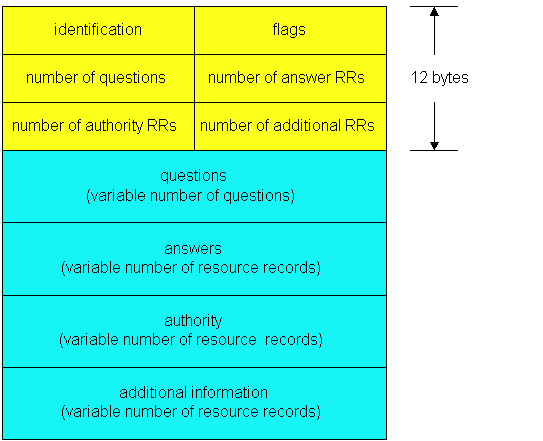 identification
flags
number of questions
number of answer RRs
12 bytes
number of authority RRs
number of additional RRs
questions
(variable number of questions)
answers
(variable number of resource records)
authority
(variable number of resource  records)
additional information
(variable number of resource records)